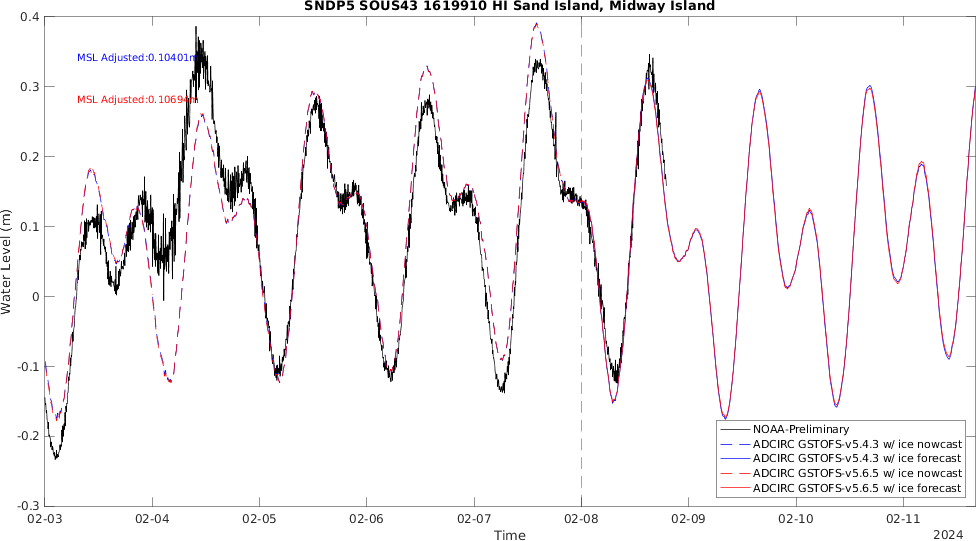 SNDP5 SOUS43 1619910 HI Sand Island, Midway Island
0.4
0.3
0.2
0.1
0
-0.1
-0.2
-0.3
Water Level (m)
MSL Adjusted:0.10401m
MSL Adjusted:0.10694m
NOAA-Preliminary
ADCIRC GSTOFS-v5.4.3 w/ ice nowcast
ADCIRC GSTOFS-v5.4.3 w/ ice forecast
ADCIRC GSTOFS-v5.6.5 w/ ice nowcast
ADCIRC GSTOFS-v5.6.5 w/ ice forecast
02-03 02-04 02-05 02-06 02-07 02-08 02-09 02-10 02-11
Time
2024